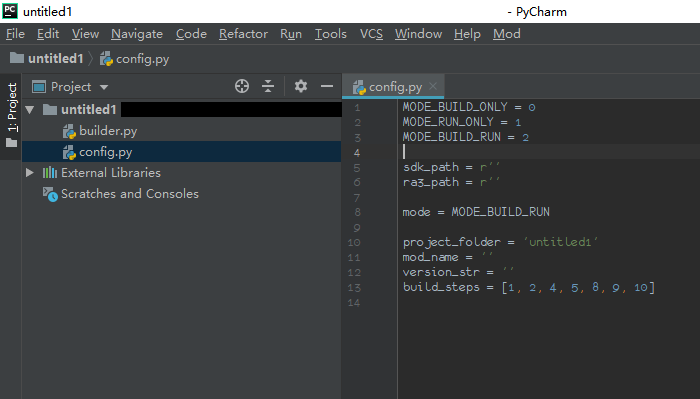 PC untitled1 - PyCharm
File Edit View Navigate Code Refactor Run Tools VCS Window Help Mod
untitled1 config.py
1: Project
Project
config.py
untitled1
builder.py
config.py
External Libraries
Scratches and Consoles
1 MODE_BUILD_ONLY = 0
2 MODE_RUN_ONLY = 1
3 MODE_BUILD_RUN = 2
4
5 sdk_path = r''
6 ra3_path = r''
7
8 mode = MODE_BUILD_RUN
9
10 project_folder = 'untitled1'
11 mod_name = ''
12 version_str = ''
13 build_steps = [1, 2, 4, 5, 8, 9, 10]
14